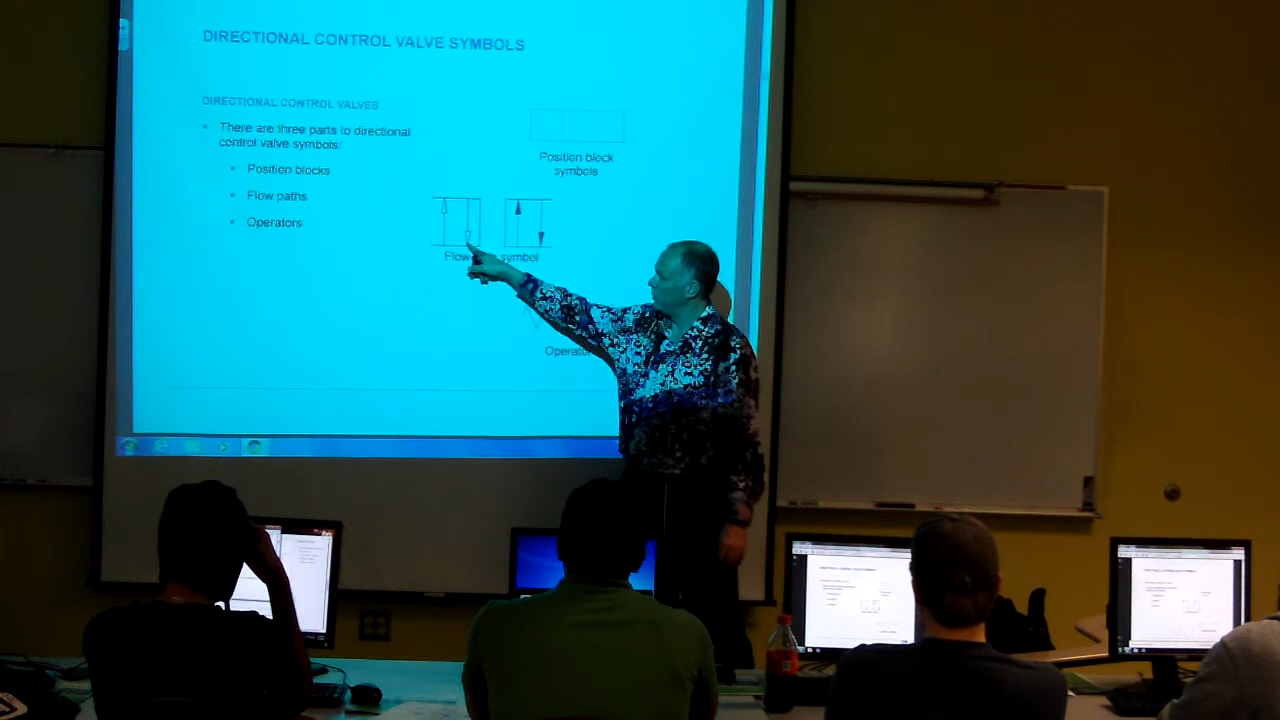 DIRECTIONAL CONTROL VALVE SYMBOLS
DIRECTIONAL CONTROL VALVES
There are three parts to directional
control valve symbols:
Position blocks
Flow paths
Operators
Position block
symbols
Flow symbol